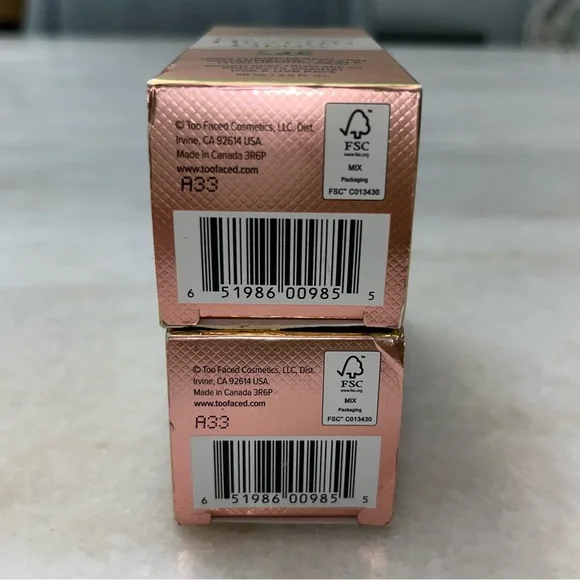 © Too Faced Cosmetics, LLC, Dist.
Irvine, CA 92614 USA.
Made in Canada 3R6P
www.toofaced.com
A33
FSC
www.fsc.org
MIX
Packaging
FSC™ C013430
6 51986 00985 5
© Too Faced Cosmetics, LLC, Dist.
Irvine, CA 92614 USA.
Made in Canada 3R6P
www.toofaced.com
A33
FSC
www.fsc.org
MIX
Packaging
FSC™ C013430
6 51986 00985 5